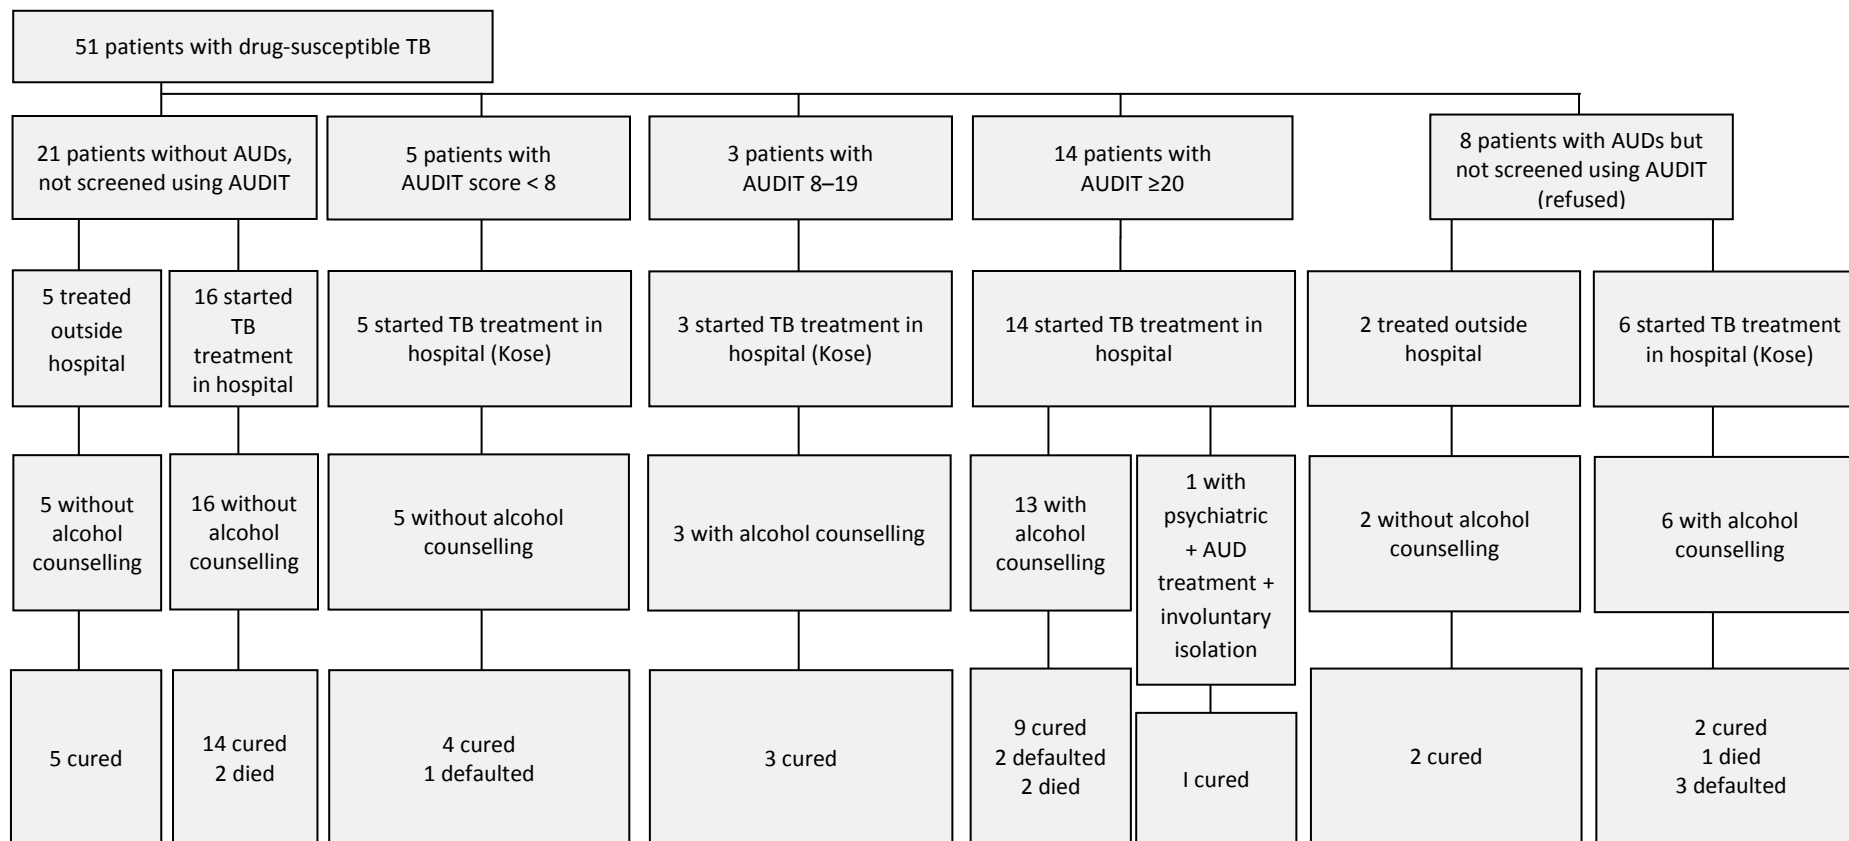 51 patients with drug-susceptible TB
21 patients without AUDs,
not screened using AUDIT
5 patients with
AUDIT score < 8
3 patients with
AUDIT 8–19
14 patients with
AUDIT ≥20
8 patients with AUDs but
not screened using AUDIT
(refused)
5 treated
outside
hospital
16 started
TB
treatment
in hospital
5 started TB treatment in
hospital (Kose)
3 started TB treatment in
hospital (Kose)
14 started TB treatment in
hospital
2 treated outside
hospital
6 started TB treatment
in hospital (Kose)
5 without
alcohol
counselling
16 without
alcohol
counselling
5 without alcohol
counselling
3 with alcohol counselling
13 with
alcohol
counselling
1 with
psychiatric
+ AUD
treatment +
involuntary
isolation
2 without alcohol
counselling
6 with alcohol
counselling
5 cured
14 cured
2 died
4 cured
1 defaulted
3 cured
9 cured
2 defaulted
2 died
I cured
2 cured
2 cured
1 died
3 defaulted